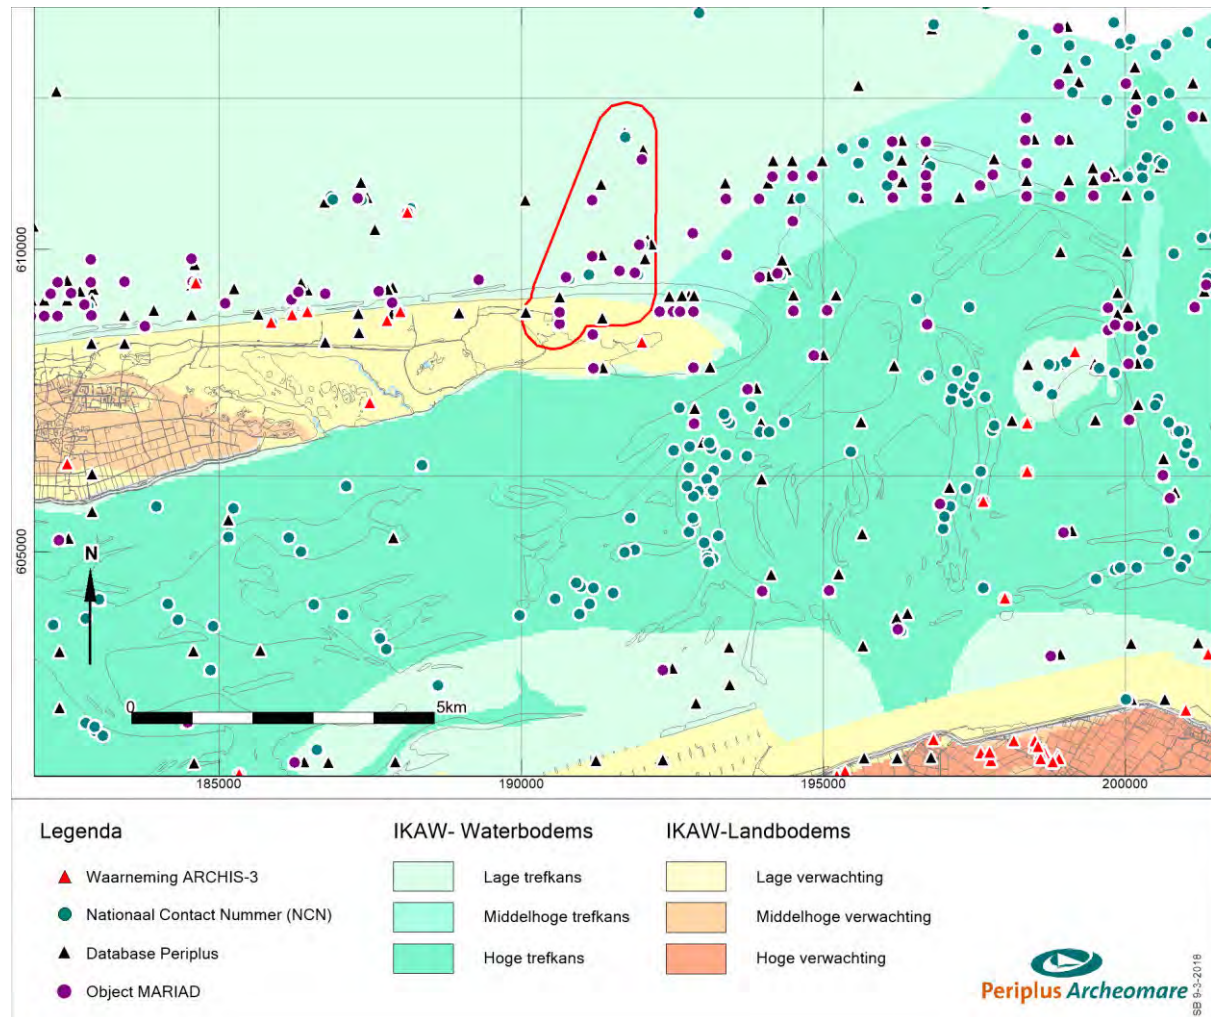 610000
605000
N
0
5km
185000
190000
195000
200000
Legenda
Waarneming ARCHIS-3
Nationaal Contact Nummer (NCN)
Database Periplus
Object MARIAD
IKAW- Waterbodems
Lage trefkans
Middelhoge trefkans
Hoge trefkans
IKAW-Landbodems
Lage verwachting
Middelhoge verwachting
Hoge verwachting
Periplus Archeomare
SB 9-3-2018